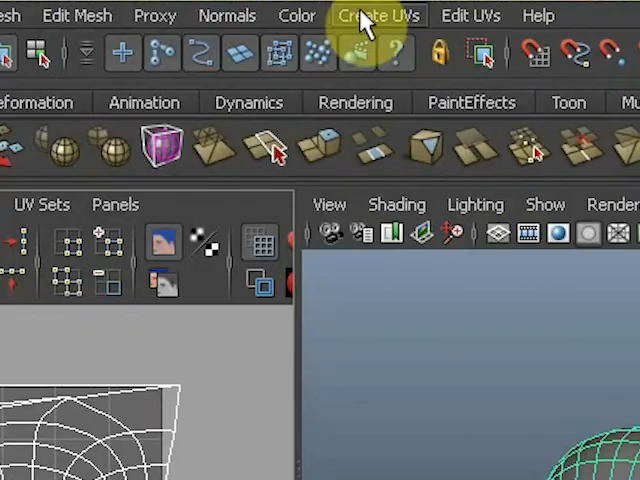 esh Edit Mesh Proxy Normals Color Create UVs Edit UVs Help
eformation Animation Dynamics Rendering PaintEffects Toon Mu
UV Sets Panels
View Shading Lighting Show Render